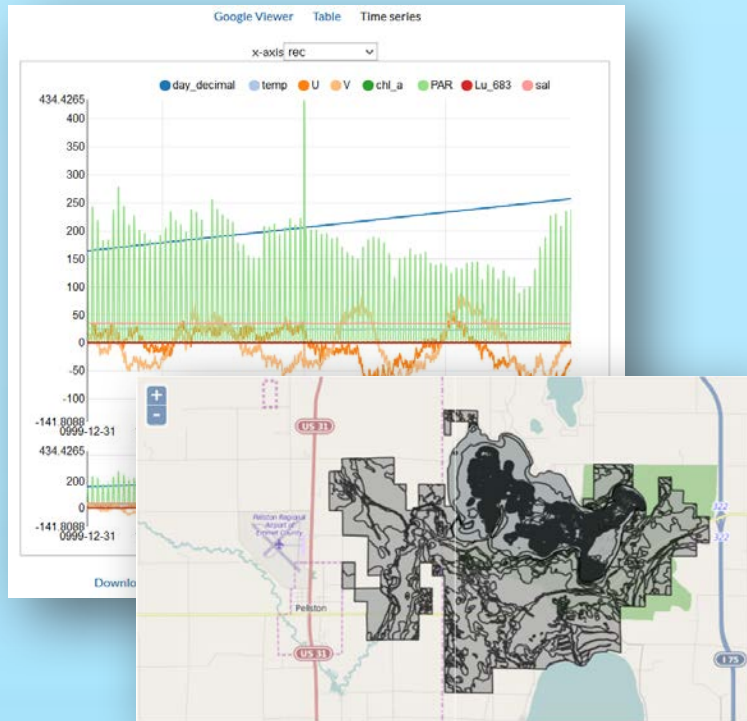 Google Viewer Table Time series
x-axis rec
day_decimal temp U V chl_a PAR Lu_683 sal
434.4265
400
350
300
250
200
150
100
50
0
-50
-100
-141.8088
0999-12-31
434.4265
200
0
-141.8088
0999-12-31
Downlo
+
-
US 31
Pellston Regional
Airport of
Emmet County
Pellston
US 31
322
322
I 75